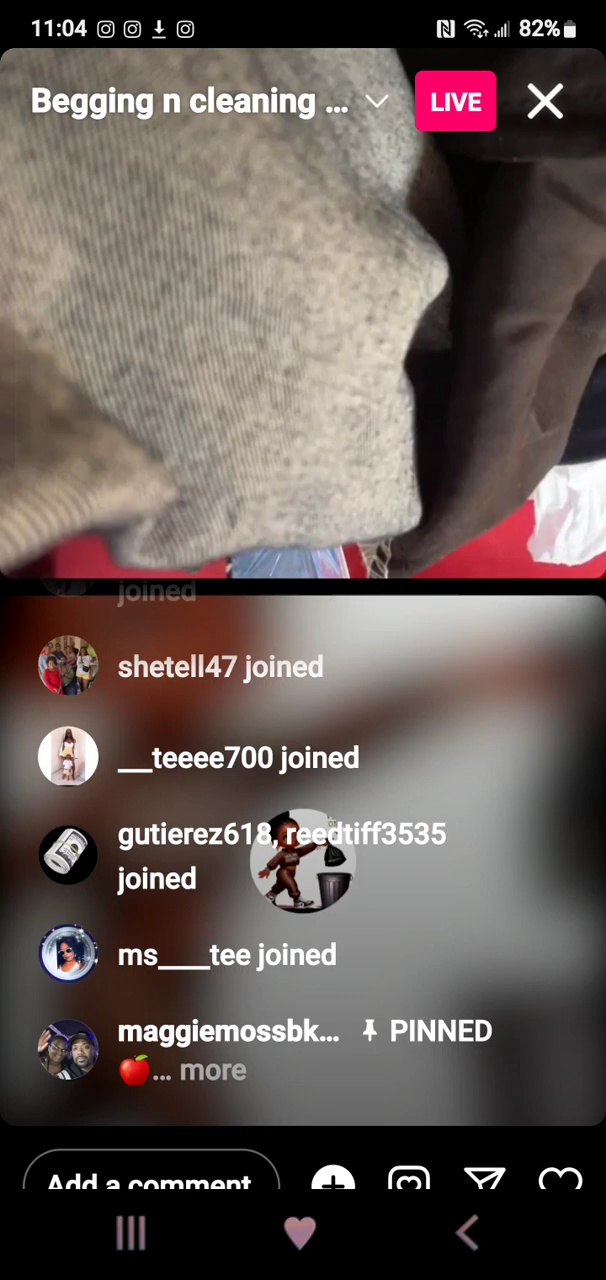 11:04
82%
Begging n cleaning ...
LIVE
joined
shetell47 joined
__teeee700 joined
gutierez618, reedtiff3535
joined
ms____tee joined
maggiemossbk... PINNED
🍎... more
Add a comment